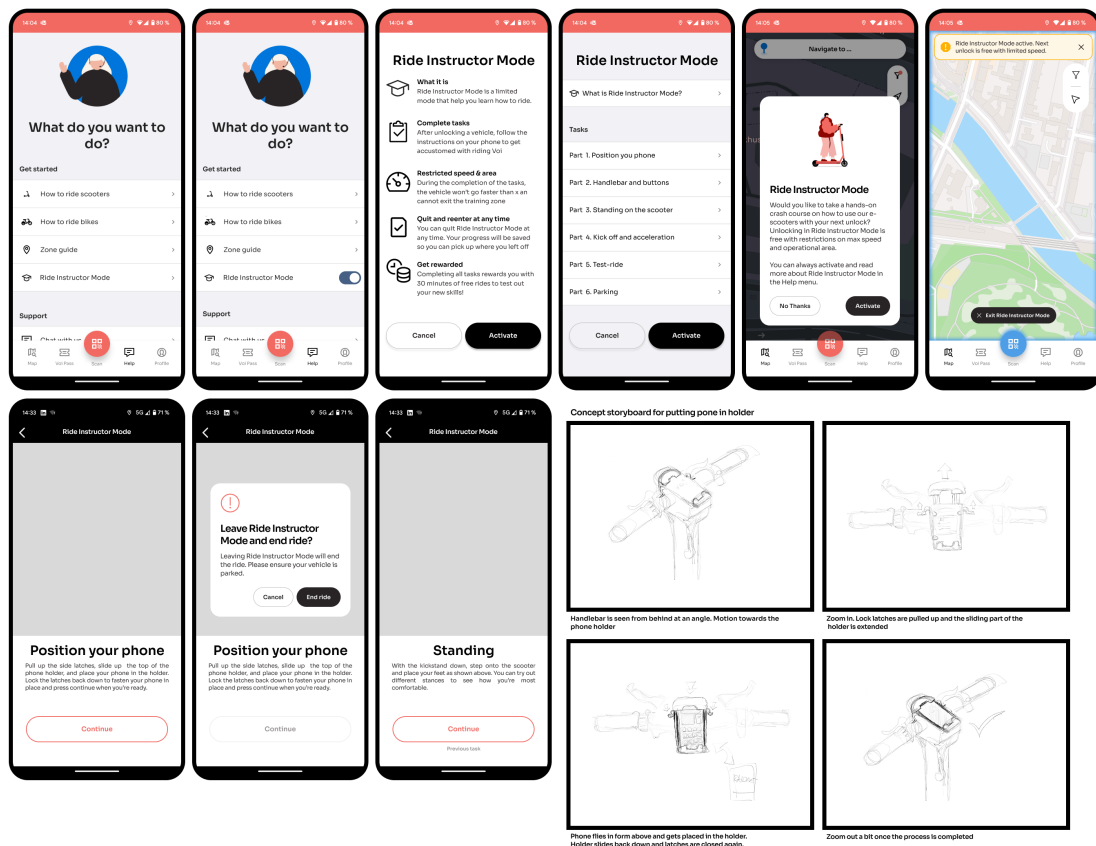 14:04
80 %
What do you want to
do?
Get started
How to ride scooters
How to ride bikes
Zone guide
Ride Instructor Mode
Support
Chat with us
Map
Voi Pass
Scan
Help
Profile
14:04
80 %
What do you want to
do?
Get started
How to ride scooters
How to ride bikes
Zone guide
Ride Instructor Mode
Support
Chat with us
Map
Voi Pass
Scan
Help
Profile
14:04
80 %
Ride Instructor Mode
What it is
Ride Instructor Mode is a limited
mode that help you learn how to ride.
Complete tasks
After unlocking a vehicle, follow the
instructions on your phone to get
accustomed with riding Voi
Restricted speed & area
During the completion of the tasks,
the vehicle won't go faster than x an
cannot exit the training zone
Quit and reenter at any time
You can quit Ride Instructor Mode at
any time. Your progress will be saved
so you can pick up where you left off
Get rewarded
Completing all tasks rewards you with
30 minutes of free rides to test out
your new skills!
Cancel
Activate
14:04
80 %
Ride Instructor Mode
What is Ride Instructor Mode?
Tasks
Part 1. Position you phone
Part 2. Handlebar and buttons
Part 3. Standing on the scooter
Part 4. Kick off and acceleration
Part 5. Test-ride
Part 6. Parking
Cancel
Activate
14:05
80 %
Navigate to ...
Ride Instructor Mode
Would you like to take a hands-on
crash course on how to use our e-
scooters with your next unlock?
Unlocking in Ride Instructor Mode is
free with restrictions on max speed
and operational area.
You can always activate and read
more about Ride Instructor Mode in
the Help menu.
No Thanks
Activate
Map
Voi Pass
Scan
Help
Profile
14:05
80 %
Ride Instructor Mode active. Next
unlock is free with limited speed.
Exit Ride Instructor Mode
Map
Voi Pass
Scan
Help
Profile
14:33
5G
71 %
Ride Instructor Mode
Position your phone
Pull up the side latches, slide up the top of the
phone holder, and place your phone in the holder.
Lock the latches back down to fasten your phone in
place and press continue when you're ready.
Continue
14:33
5G
71 %
Ride Instructor Mode
Leave Ride Instructor
Mode and end ride?
Leaving Ride Instructor Mode will end
the ride. Please ensure your vehicle is
parked.
Cancel
End ride
Position your phone
Pull up the side latches, slide up the top of the
phone holder, and place your phone in the holder.
Lock the latches back down to fasten your phone in
place and press continue when you're ready.
Continue
14:33
5G
71 %
Ride Instructor Mode
Standing
With the kickstand down, step onto the scooter
and place your feet as shown above. You can try out
different stances to see how you're most
comfortable.
Continue
Previous task
Concept storyboard for putting pone in holder
Handlebar is seen from behind at an angle. Motion towards the
phone holder
Zoom in. Lock latches are pulled up and the sliding part of the
holder is extended
Phone flies in form above and gets placed in the holder.
Holder slides back down and latches are closed again.
Zoom out a bit once the process is completed